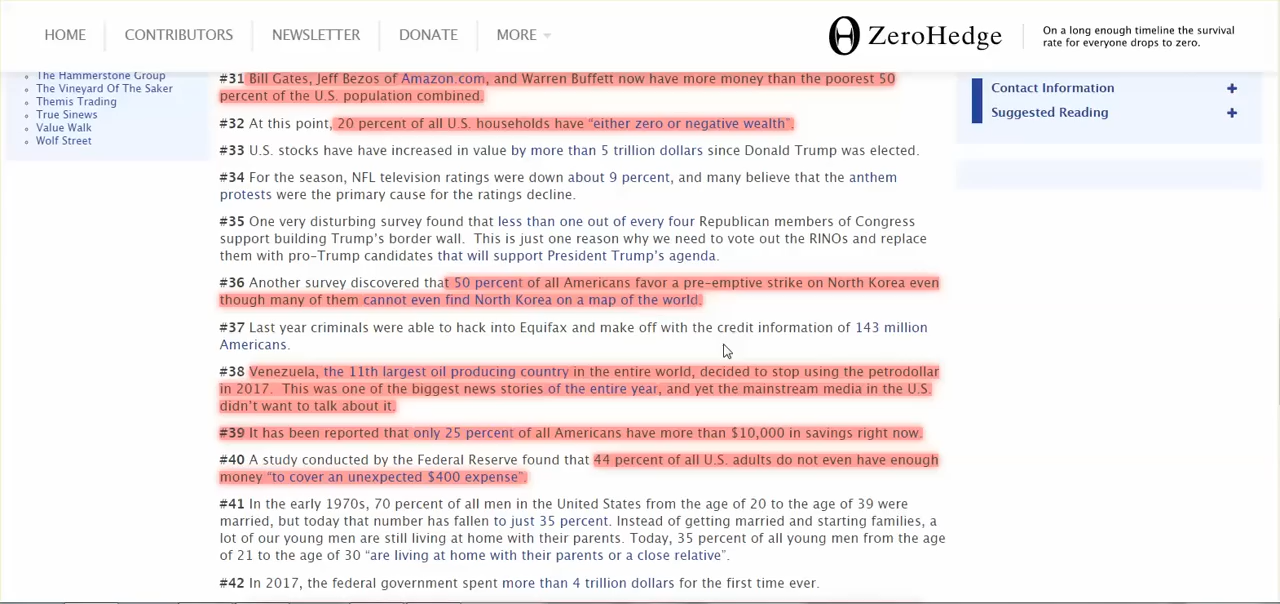 HOME
CONTRIBUTORS
NEWSLETTER
DONATE
MORE
ZeroHedge
On a long enough timeline the survival
rate for everyone drops to zero.
The Hammerstone Group
The Vineyard Of The Saker
Themis Trading
True Sinews
Value Walk
Wolf Street
#31 Bill Gates, Jeff Bezos of Amazon.com, and Warren Buffett now have more money than the poorest 50
percent of the U.S. population combined.
#32 At this point, 20 percent of all U.S. households have “either zero or negative wealth”.
#33 U.S. stocks have have increased in value by more than 5 trillion dollars since Donald Trump was elected.
#34 For the season, NFL television ratings were down about 9 percent, and many believe that the anthem
protests were the primary cause for the ratings decline.
#35 One very disturbing survey found that less than one out of every four Republican members of Congress
support building Trump’s border wall.  This is just one reason why we need to vote out the RINOs and replace
them with pro-Trump candidates that will support President Trump’s agenda.
#36 Another survey discovered that 50 percent of all Americans favor a pre-emptive strike on North Korea even
though many of them cannot even find North Korea on a map of the world.
#37 Last year criminals were able to hack into Equifax and make off with the credit information of 143 million
Americans.
#38 Venezuela, the 11th largest oil producing country in the entire world, decided to stop using the petrodollar
in 2017.  This was one of the biggest news stories of the entire year, and yet the mainstream media in the U.S.
didn’t want to talk about it.
#39 It has been reported that only 25 percent of all Americans have more than $10,000 in savings right now.
#40 A study conducted by the Federal Reserve found that 44 percent of all U.S. adults do not even have enough
money “to cover an unexpected $400 expense”.
#41 In the early 1970s, 70 percent of all men in the United States from the age of 20 to the age of 39 were
married, but today that number has fallen to just 35 percent. Instead of getting married and starting families, a
lot of our young men are still living at home with their parents. Today, 35 percent of all young men from the age
of 21 to the age of 30 “are living at home with their parents or a close relative”.
#42 In 2017, the federal government spent more than 4 trillion dollars for the first time ever.
Contact Information +
Suggested Reading +